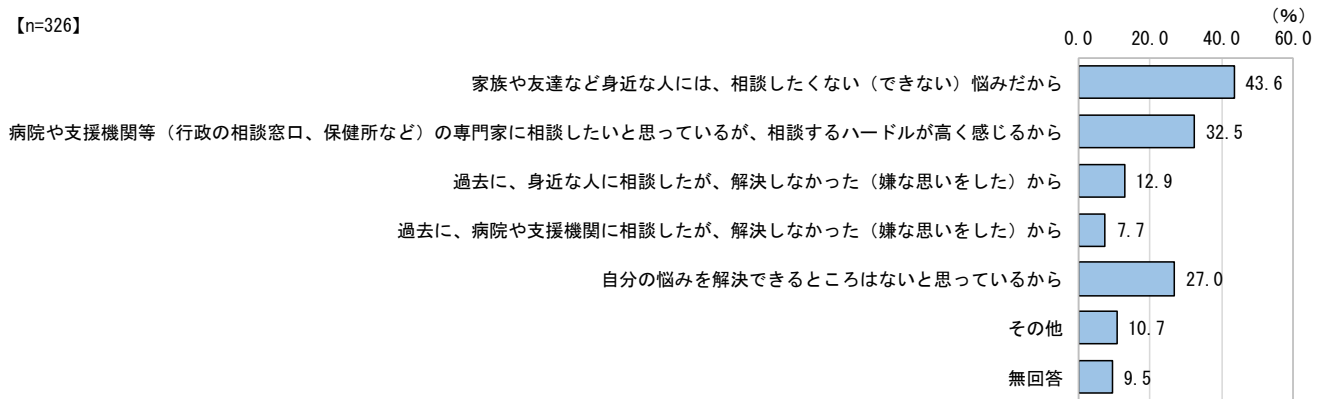 【n=326】
（%）
0.0 20.0 40.0 60.0
家族や友達など身近な人には、相談したくない（できない）悩みだから 43.6
病院や支援機関等（行政の相談窓口、保健所など）の専門家に相談したいと思っているが、相談するハードルが高く感じるから 32.5
過去に、身近な人に相談したが、解決しなかった（嫌な思いをした）から 12.9
過去に、病院や支援機関に相談したが、解決しなかった（嫌な思いをした）から 7.7
自分の悩みを解決できるところはないと思っているから 27.0
その他 10.7
無回答 9.5